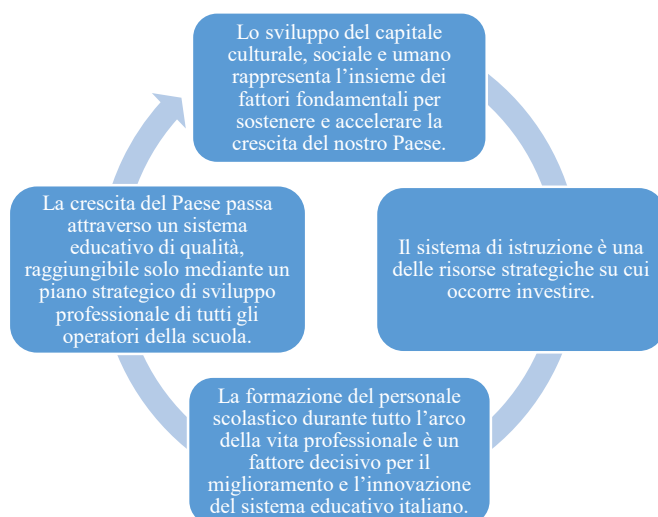 Lo sviluppo del capitale
culturale, sociale e umano
rappresenta l’insieme dei
fattori fondamentali per
sostenere e accelerare la
crescita del nostro Paese.
Il sistema di istruzione è una
delle risorse strategiche su cui
occorre investire.
La formazione del personale
scolastico durante tutto l’arco
della vita professionale è un
fattore decisivo per il
miglioramento e l’innovazione
del sistema educativo italiano.
La crescita del Paese passa
attraverso un sistema
educativo di qualità,
raggiungibile solo mediante un
piano strategico di sviluppo
professionale di tutti gli
operatori della scuola.